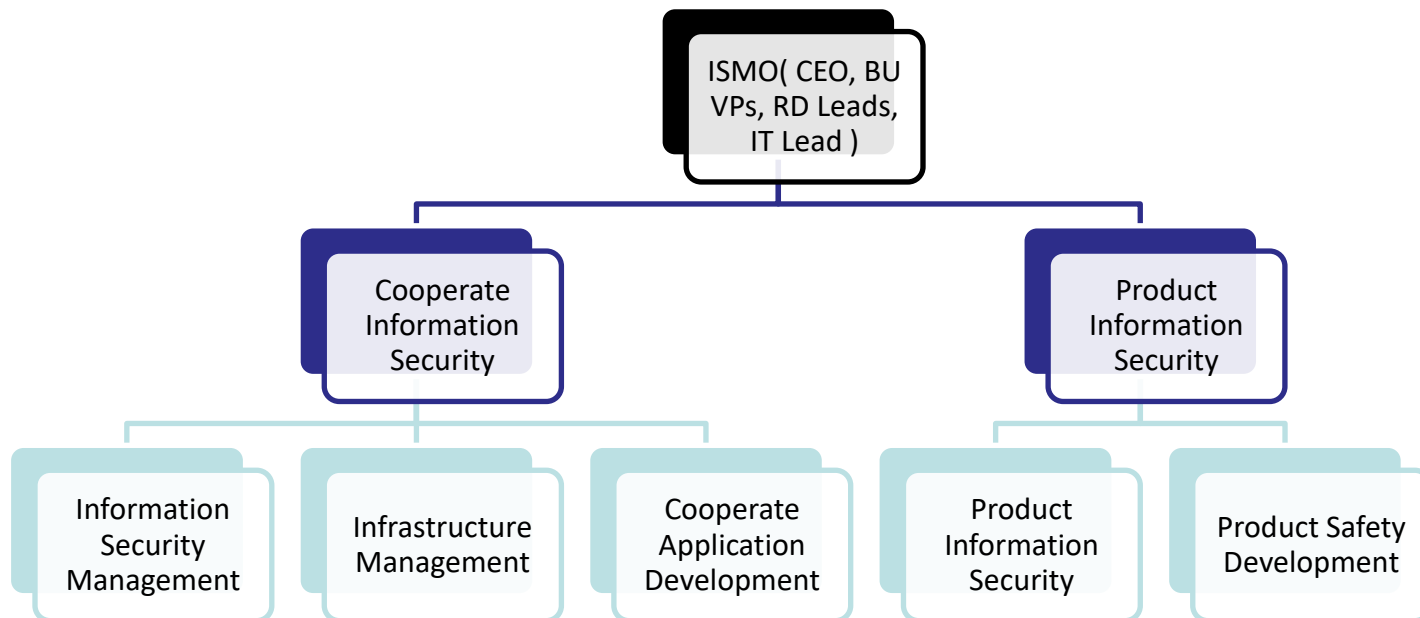 ISMO( CEO, BU
VPs, RD Leads,
IT Lead )
Cooperate
Information
Security
Product
Information
Security
Information
Security
Management
Infrastructure
Management
Cooperate
Application
Development
Product
Information
Security
Product Safety
Development